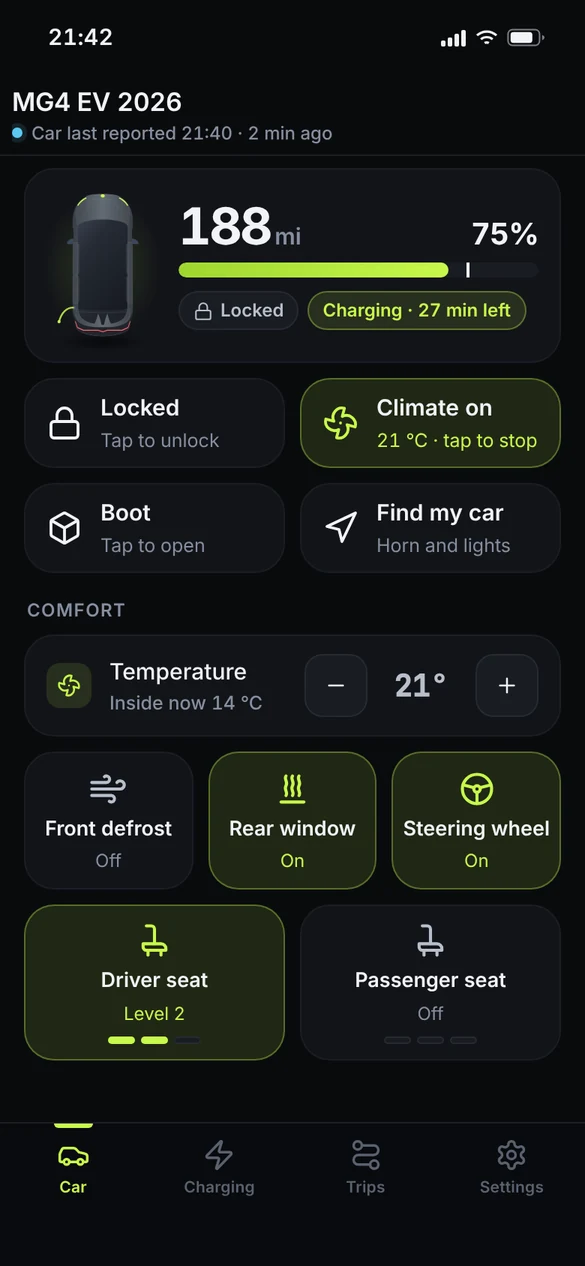 21:42
MG4 EV 2026
Car last reported 21:40 · 2 min ago
188 mi
75%
Locked
Charging · 27 min left
Locked
Tap to unlock
Climate on
21 °C · tap to stop
Boot
Tap to open
Find my car
Horn and lights
COMFORT
Temperature
Inside now 14 °C
− 21° +
Front defrost
Off
Rear window
On
Steering wheel
On
Driver seat
Level 2
Passenger seat
Off
Car
Charging
Trips
Settings